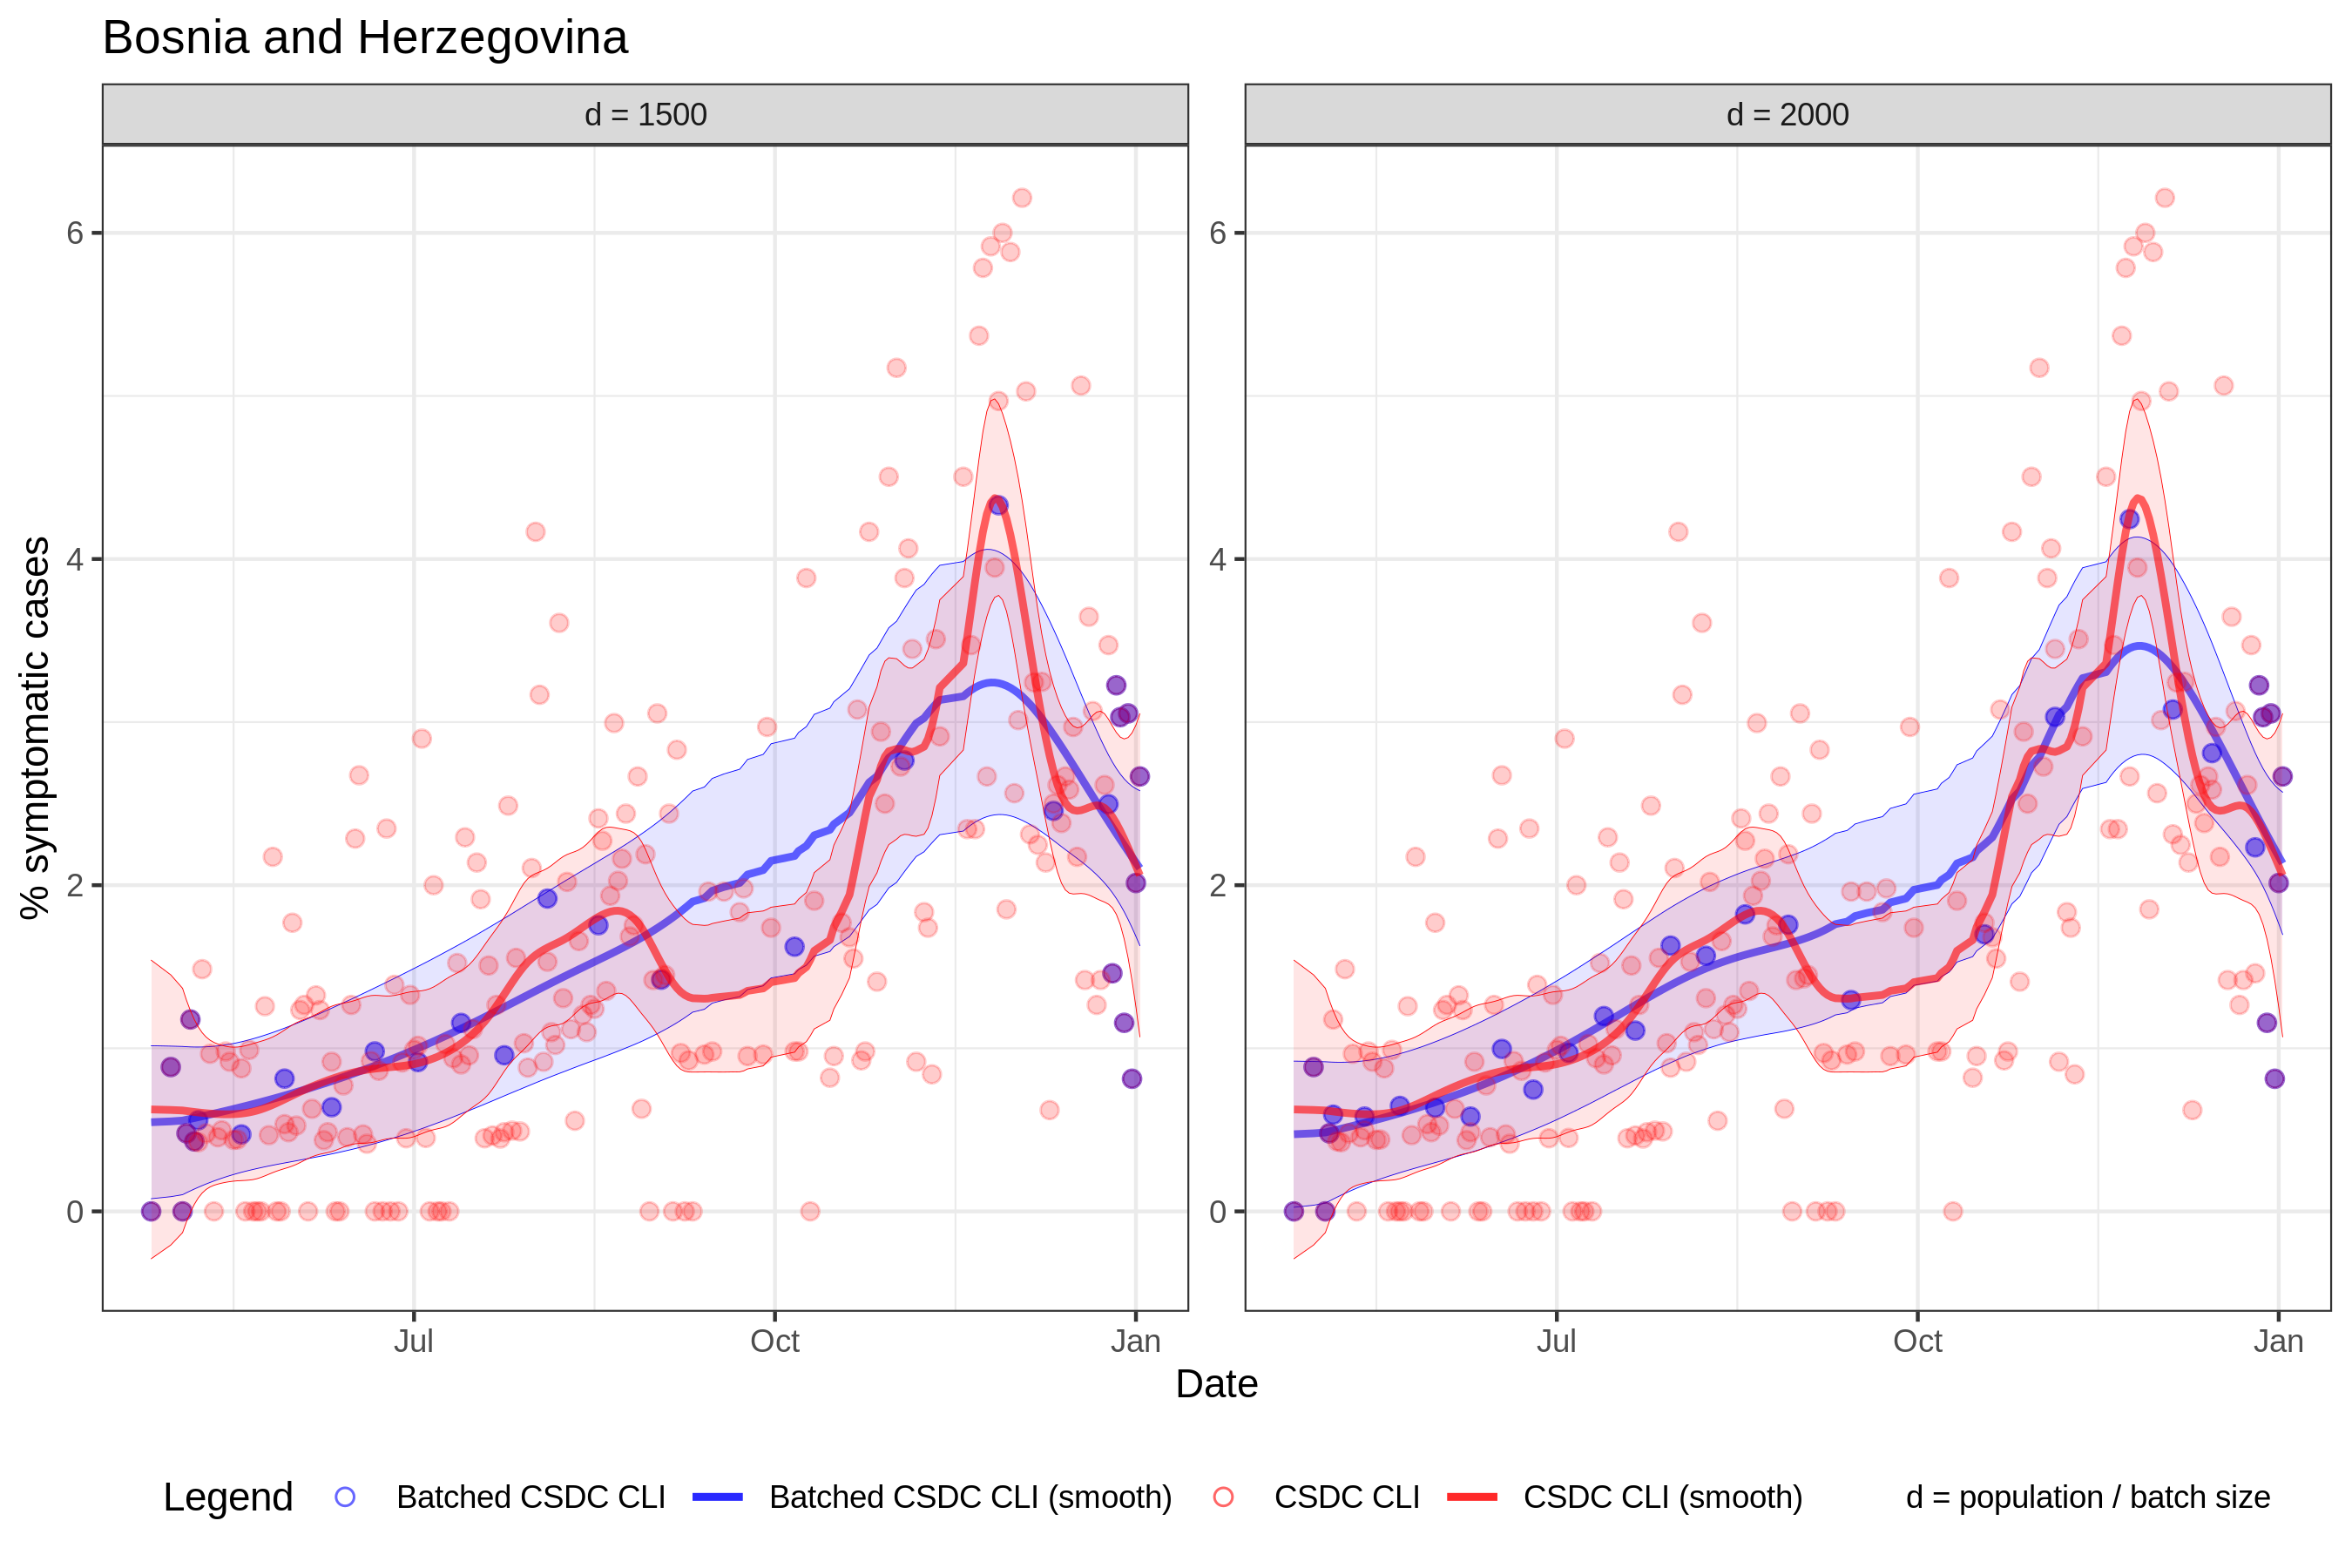 Bosnia and Herzegovina
d = 1500
d = 2000
% symptomatic cases
6
4
2
0
6
4
2
0
Jul
Oct
Jan
Jul
Oct
Jan
Date
Legend
Batched CSDC CLI
Batched CSDC CLI (smooth)
CSDC CLI
CSDC CLI (smooth)
d = population / batch size